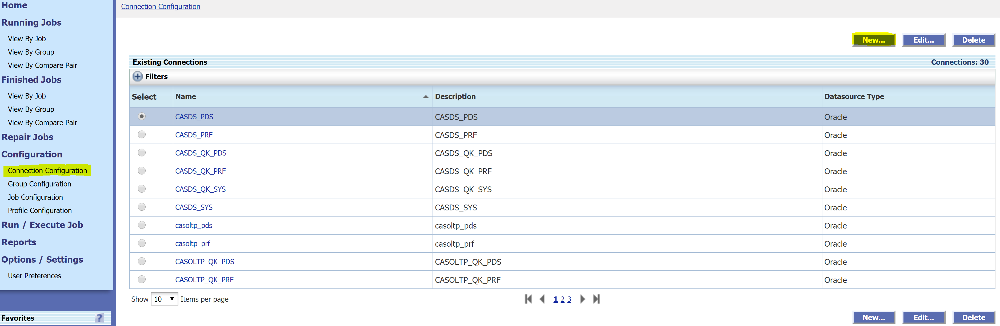 Home
Running Jobs
View By Job
View By Group
View By Compare Pair
Finished Jobs
View By Job
View By Group
View By Compare Pair
Repair Jobs
Configuration
Connection Configuration
Group Configuration
Job Configuration
Profile Configuration
Run / Execute Job
Reports
Options / Settings
User Preferences
Favorites ?
Connection Configuration
New... Edit... Delete
Existing Connections Connections: 30
Filters
Select Name Description Datasource Type
CASDS_PDS CASDS_PDS Oracle
CASDS_PRF CASDS_PRF Oracle
CASDS_QK_PDS CASDS_QK_PDS Oracle
CASDS_QK_PRF CASDS_QK_PRF Oracle
CASDS_QK_SYS CASDS_QK_SYS Oracle
CASDS_SYS CASDS_SYS Oracle
casoltp_pds casoltp_pds Oracle
casoltp_prf casoltp_prf Oracle
CASOLTP_QK_PDS CASOLTP_QK_PDS Oracle
CASOLTP_QK_PRF CASOLTP_QK_PRF Oracle
Show 10 Items per page 1 2 3
New... Edit... Delete